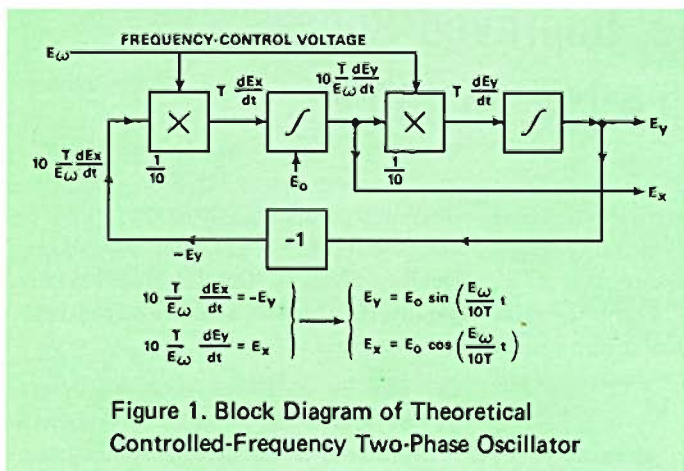 FREQUENCY-CONTROL VOLTAGE
Eω
T dEx/dt
10 T/Eω dEy/dt
T dEy/dt
×
∫
×
∫
Ey
1/10
E₀
1/10
Ex
10 T/Eω dEx/dt
-1
-Ey
10 T/Eω dEx/dt = -Ey
Ey = E₀ sin (Eω/10T t
10 T/Eω dEy/dt = Ex
Ex = E₀ cos (Eω/10T t)
Figure 1. Block Diagram of Theoretical
Controlled-Frequency Two-Phase Oscillator